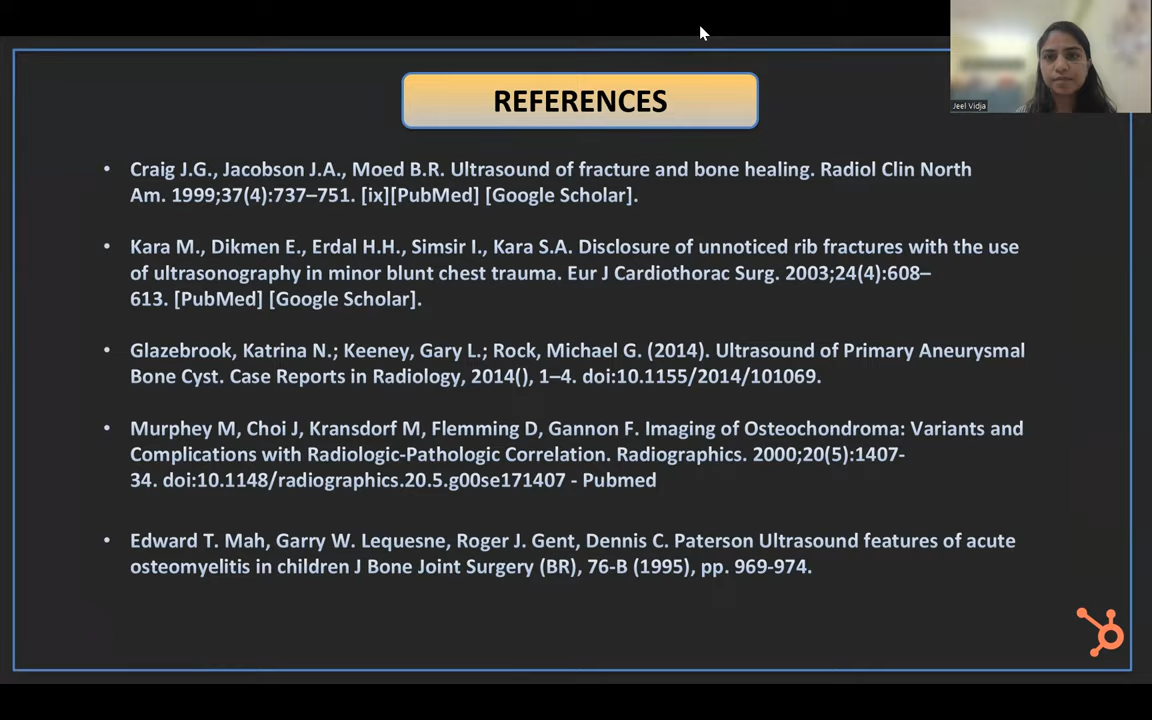 REFERENCES
Jeel Vidja
• Craig J.G., Jacobson J.A., Moed B.R. Ultrasound of fracture and bone healing. Radiol Clin North
Am. 1999;37(4):737–751. [ix][PubMed] [Google Scholar].
• Kara M., Dikmen E., Erdal H.H., Simsir I., Kara S.A. Disclosure of unnoticed rib fractures with the use
of ultrasonography in minor blunt chest trauma. Eur J Cardiothorac Surg. 2003;24(4):608–
613. [PubMed] [Google Scholar].
• Glazebrook, Katrina N.; Keeney, Gary L.; Rock, Michael G. (2014). Ultrasound of Primary Aneurysmal
Bone Cyst. Case Reports in Radiology, 2014(), 1–4. doi:10.1155/2014/101069.
• Murphey M, Choi J, Kransdorf M, Flemming D, Gannon F. Imaging of Osteochondroma: Variants and
Complications with Radiologic-Pathologic Correlation. Radiographics. 2000;20(5):1407-
34. doi:10.1148/radiographics.20.5.g00se171407 - Pubmed
• Edward T. Mah, Garry W. Lequesne, Roger J. Gent, Dennis C. Paterson Ultrasound features of acute
osteomyelitis in children J Bone Joint Surgery (BR), 76-B (1995), pp. 969-974.